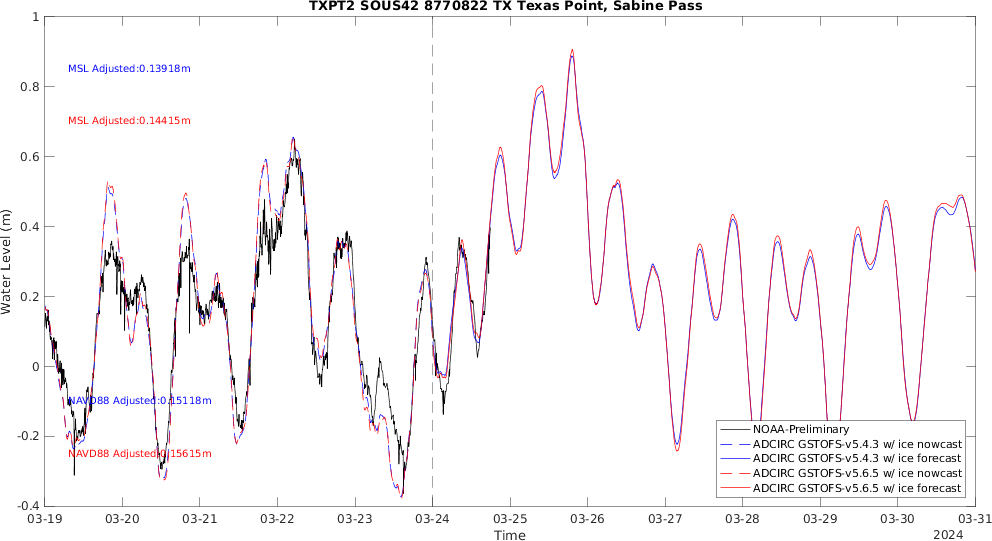 TXPT2 SOUS42 8770822 TX Texas Point, Sabine Pass
Water Level (m)
1
0.8
0.6
0.4
0.2
0
-0.2
-0.4
MSL Adjusted:0.13918m
MSL Adjusted:0.14415m
NAVD88 Adjusted:0.15118m
NAVD88 Adjusted:0.15615m
NOAA-Preliminary
ADCIRC GSTOFS-v5.4.3 w/ ice nowcast
ADCIRC GSTOFS-v5.4.3 w/ ice forecast
ADCIRC GSTOFS-v5.6.5 w/ ice nowcast
ADCIRC GSTOFS-v5.6.5 w/ ice forecast
03-19 03-20 03-21 03-22 03-23 03-24 03-25 03-26 03-27 03-28 03-29 03-30 03-31
Time
2024